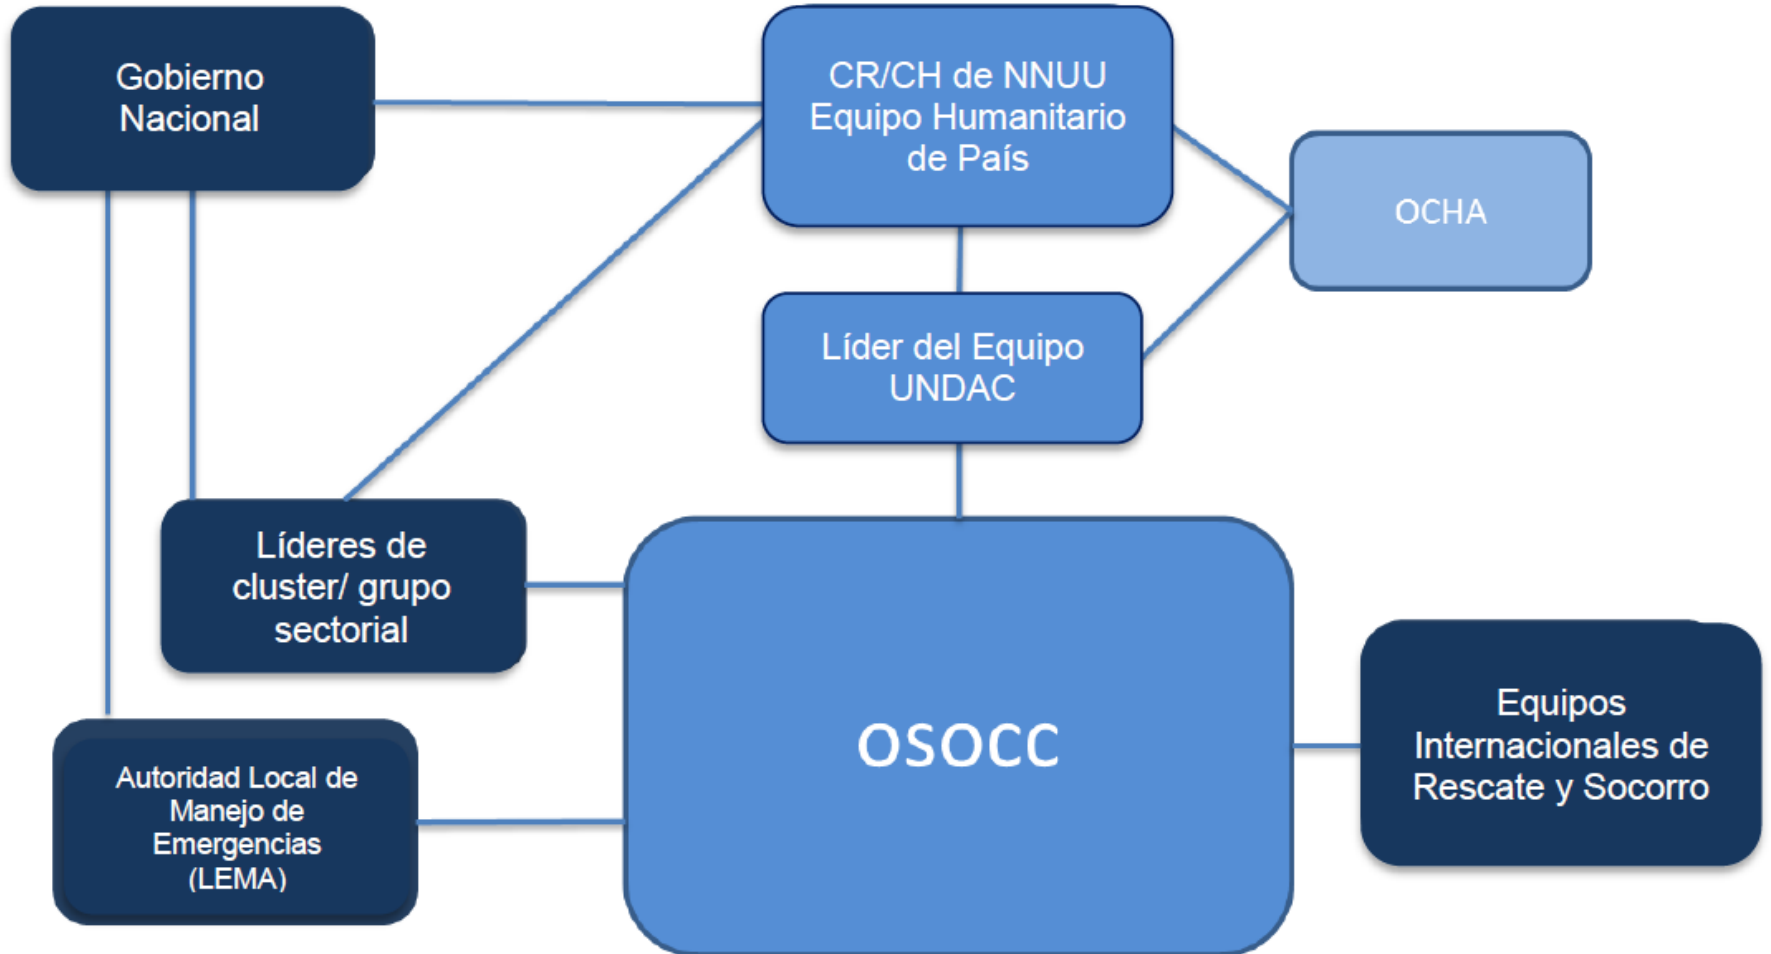 Gobierno
Nacional
CR/CH de NNUU
Equipo Humanitario
de País
OCHA
Líder del Equipo
UNDAC
Líderes de
cluster/ grupo
sectorial
OSOCC
Equipos
Internacionales de
Rescate y Socorro
Autoridad Local de
Manejo de
Emergencias
(LEMA)